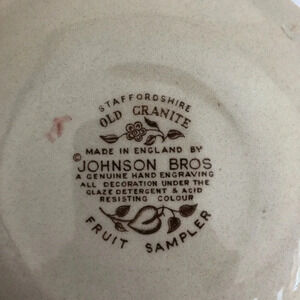 STAFFORDSHIRE
OLD GRANITE
MADE IN ENGLAND BY
© JOHNSON BROS
A GENUINE HAND ENGRAVING
ALL DECORATION UNDER THE
GLAZE DETERGENT & ACID
RESISTING COLOUR
FRUIT SAMPLER